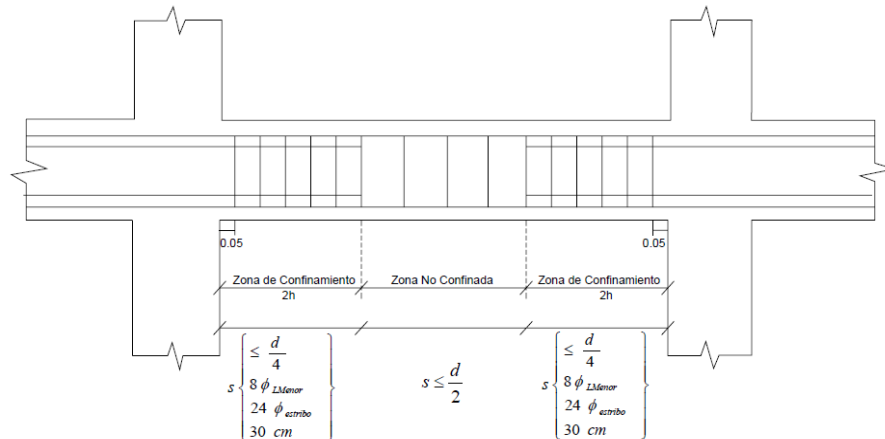 0.05
0.05
Zona de Confinamiento
2h
Zona No Confinada
Zona de Confinamiento
2h
s { ≤ d/4
8 ϕ LMenor
24 ϕ estribo
30 cm }
s ≤ d/2
s { ≤ d/4
8 ϕ LMenor
24 ϕ estribo
30 cm }